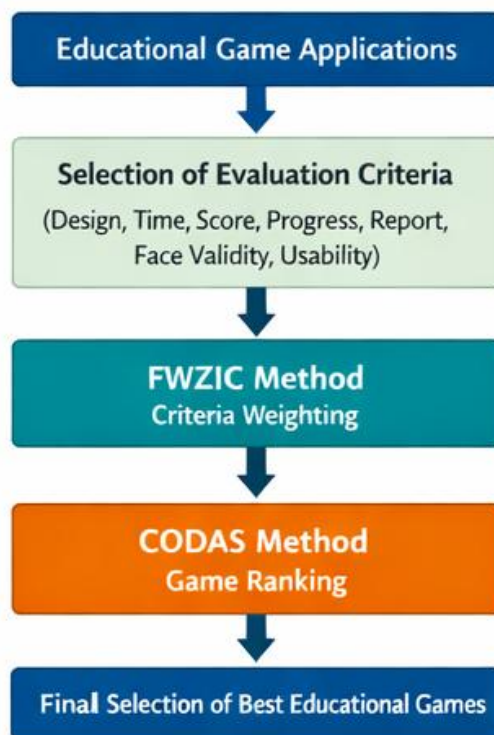 Educational Game Applications
Selection of Evaluation Criteria
(Design, Time, Score, Progress, Report,
Face Validity, Usability)
FWZIC Method
Criteria Weighting
CODAS Method
Game Ranking
Final Selection of Best Educational Games